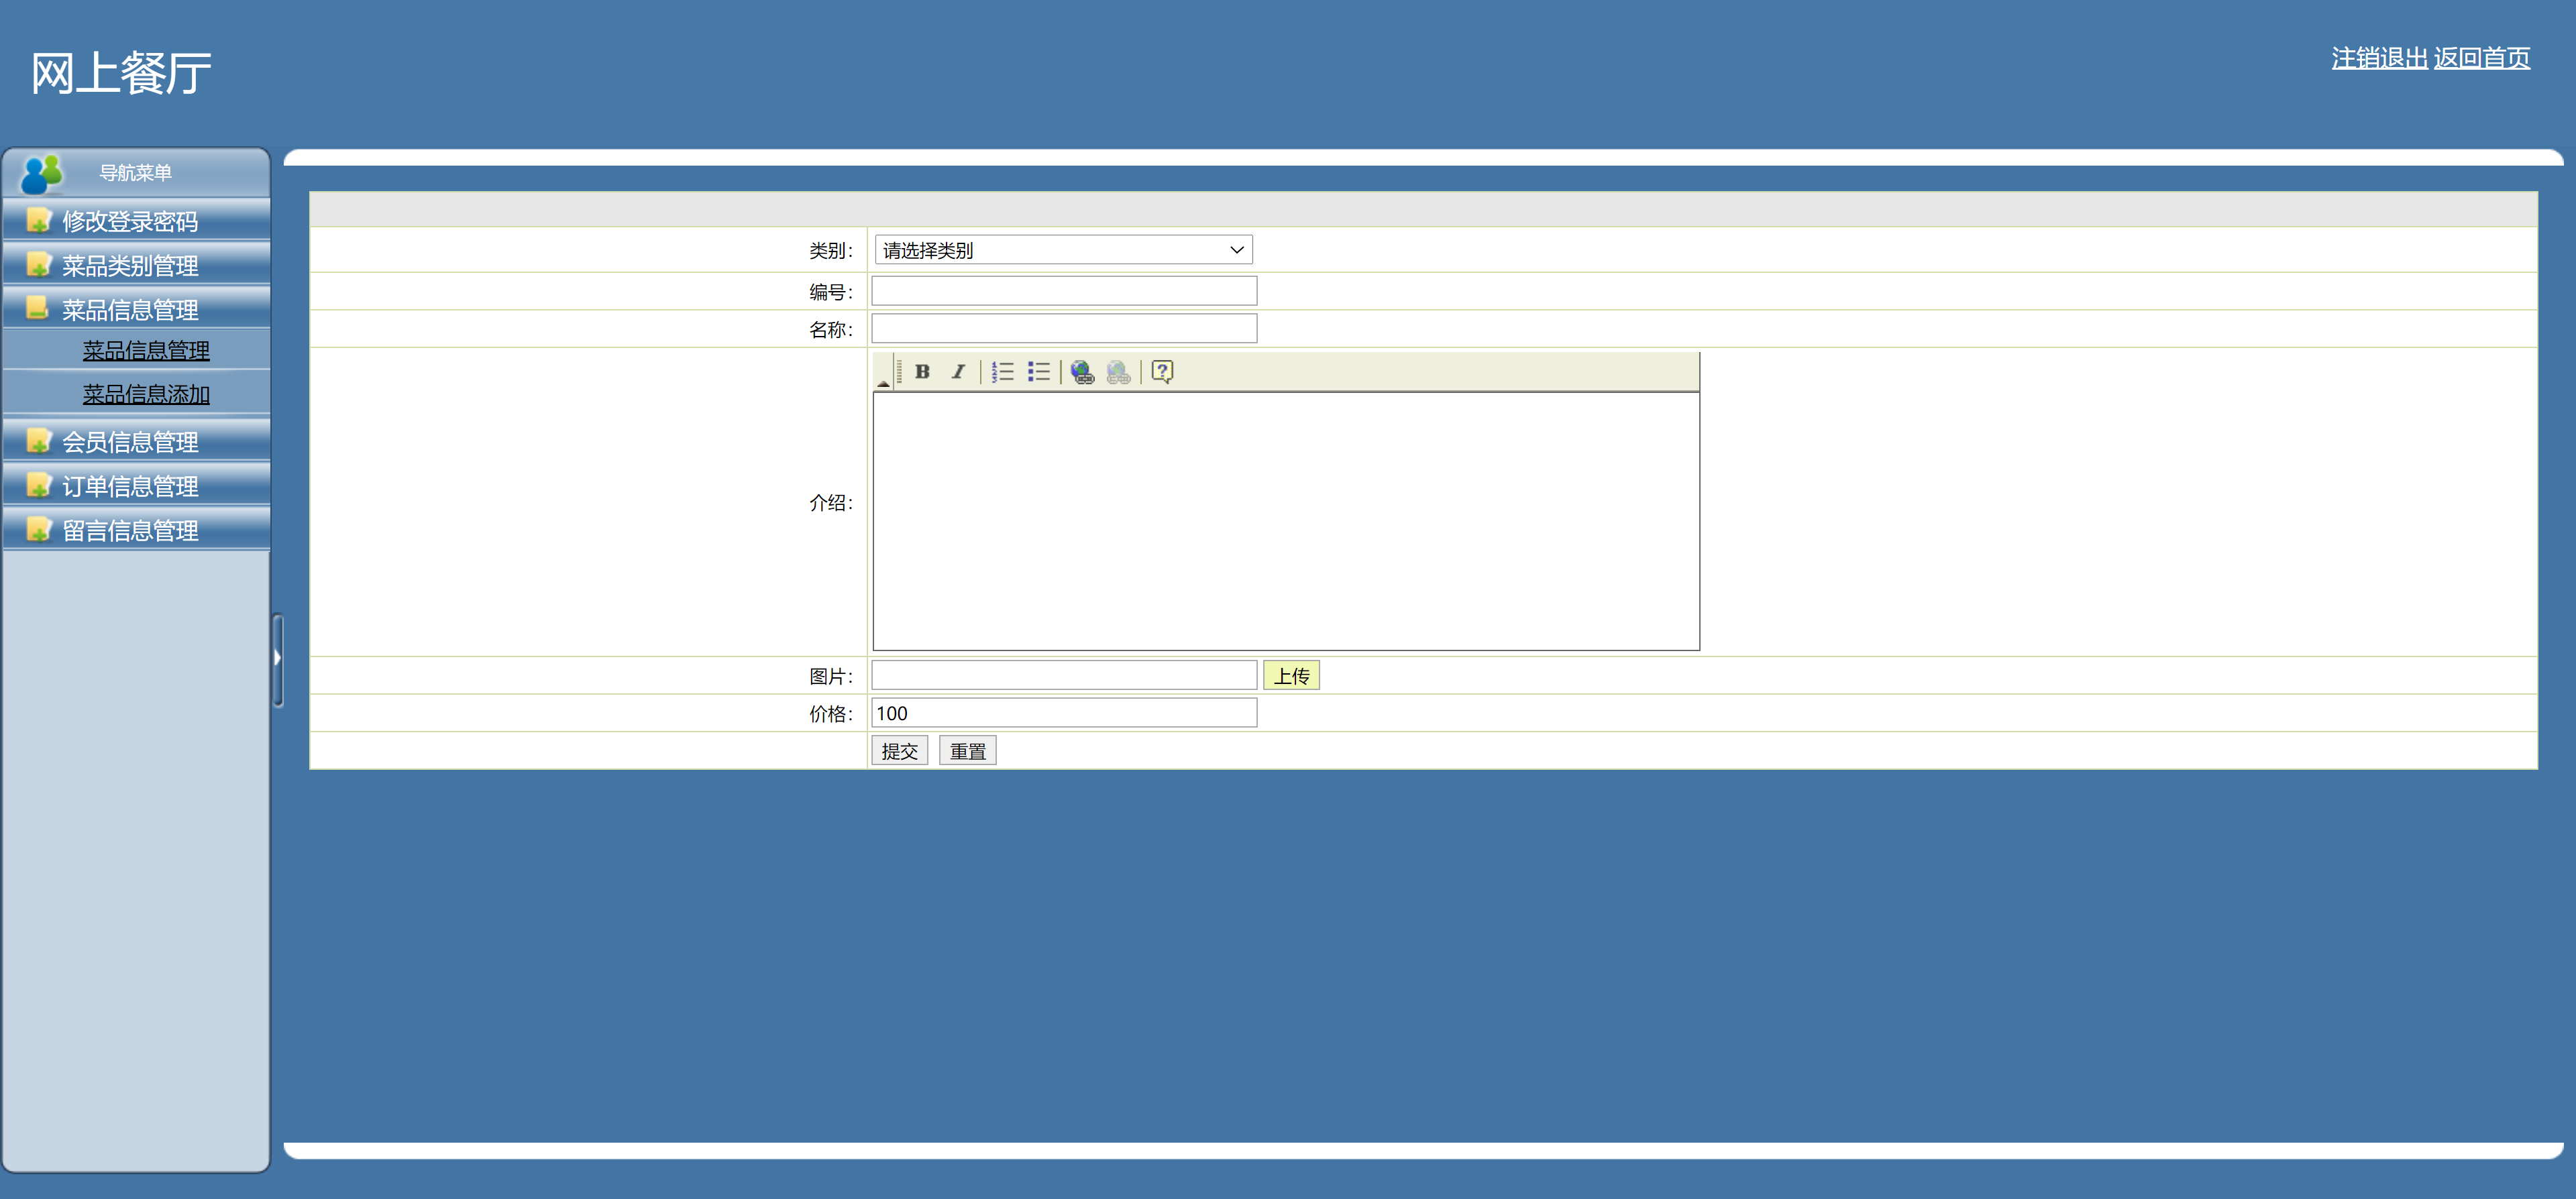 网上餐厅
注销退出 返回首页
导航菜单
修改登录密码
菜品类别管理
菜品信息管理
菜品信息管理
菜品信息添加
会员信息管理
订单信息管理
留言信息管理
类别： 请选择类别
编号：
名称：
B I
介绍：
图片： 上传
价格： 100
提交 重置